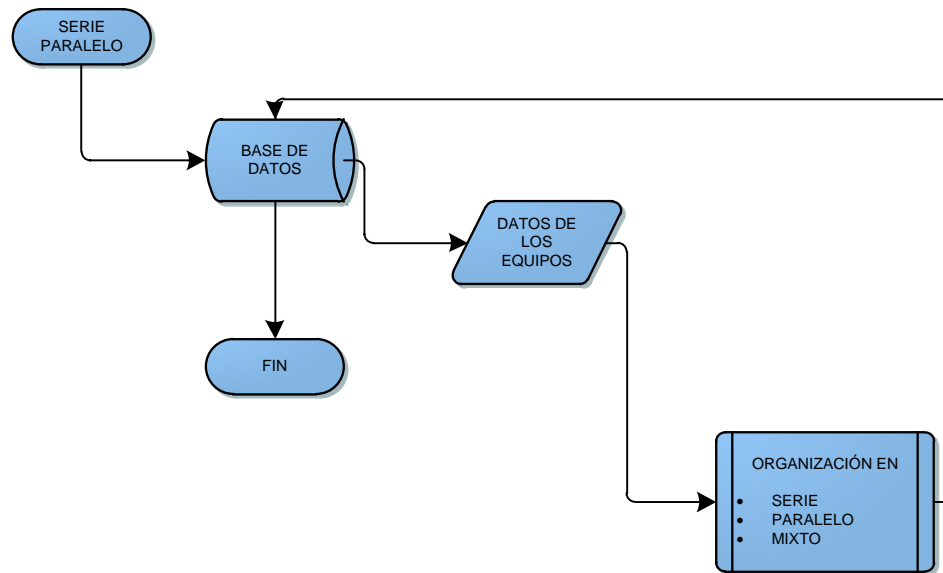 SERIE
PARALELO
BASE DE
DATOS
DATOS DE
LOS
EQUIPOS
FIN
ORGANIZACIÓN EN
• SERIE
• PARALELO
• MIXTO